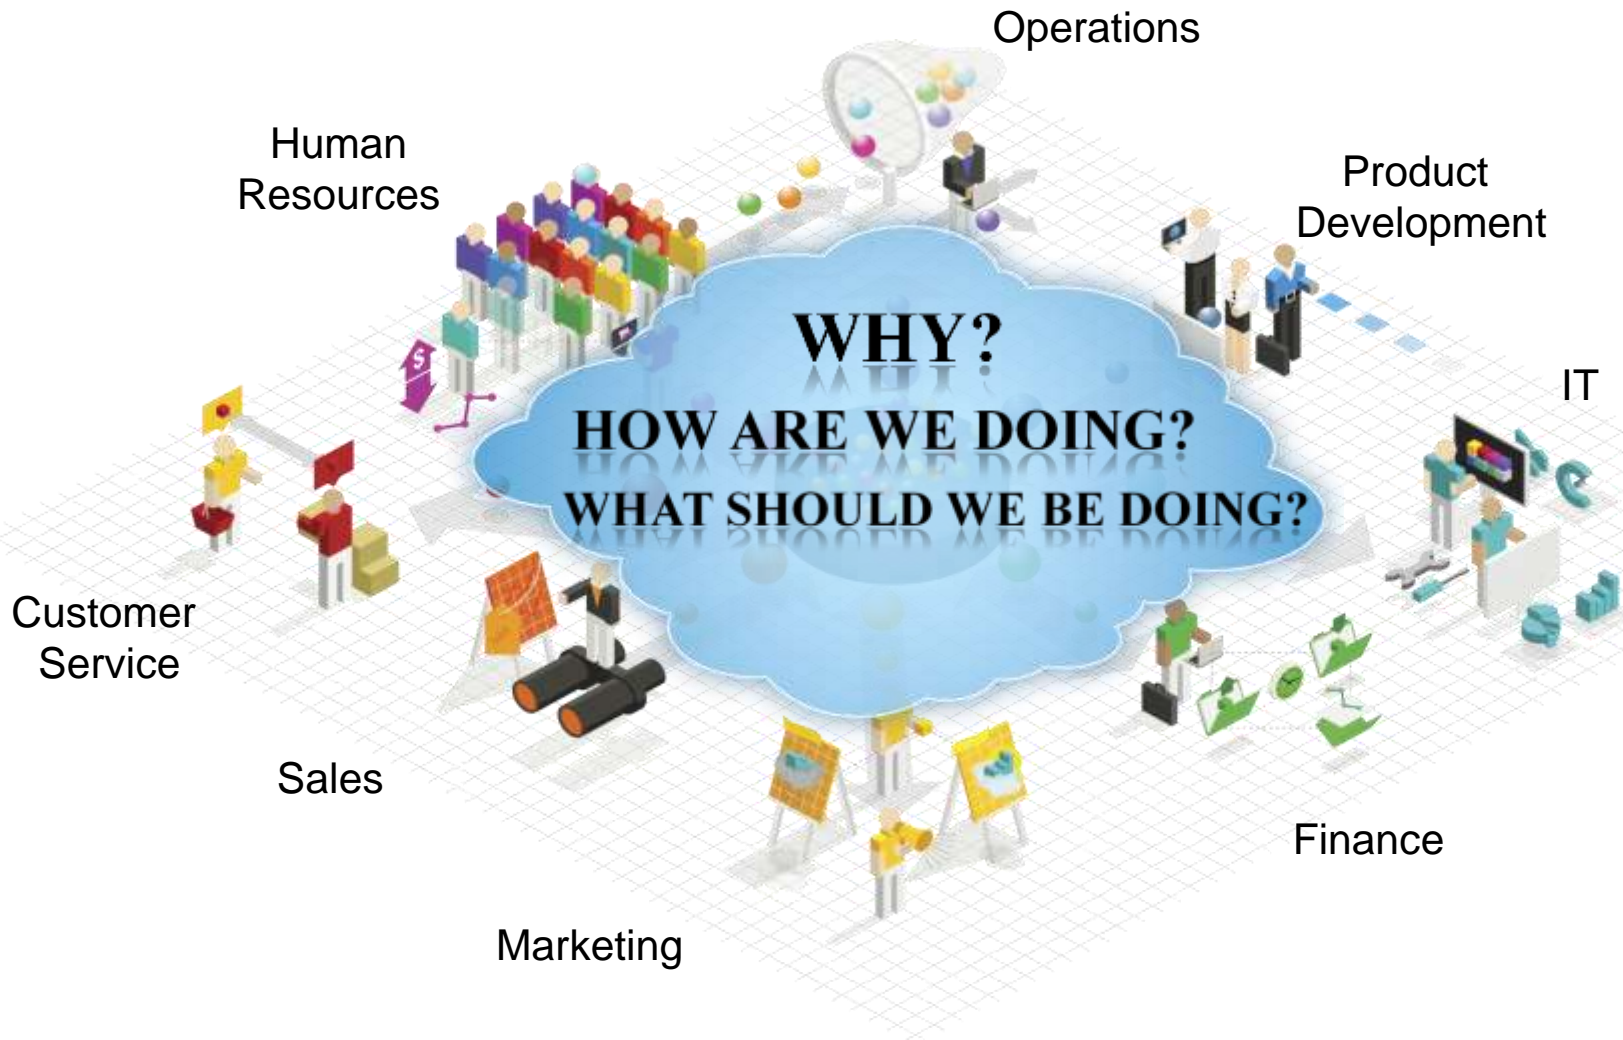 Operations
Human
Resources
Product
Development
WHY?
IT
HOW ARE WE DOING?
WHAT SHOULD WE BE DOING?
$
Customer
Service
Sales
Finance
Marketing